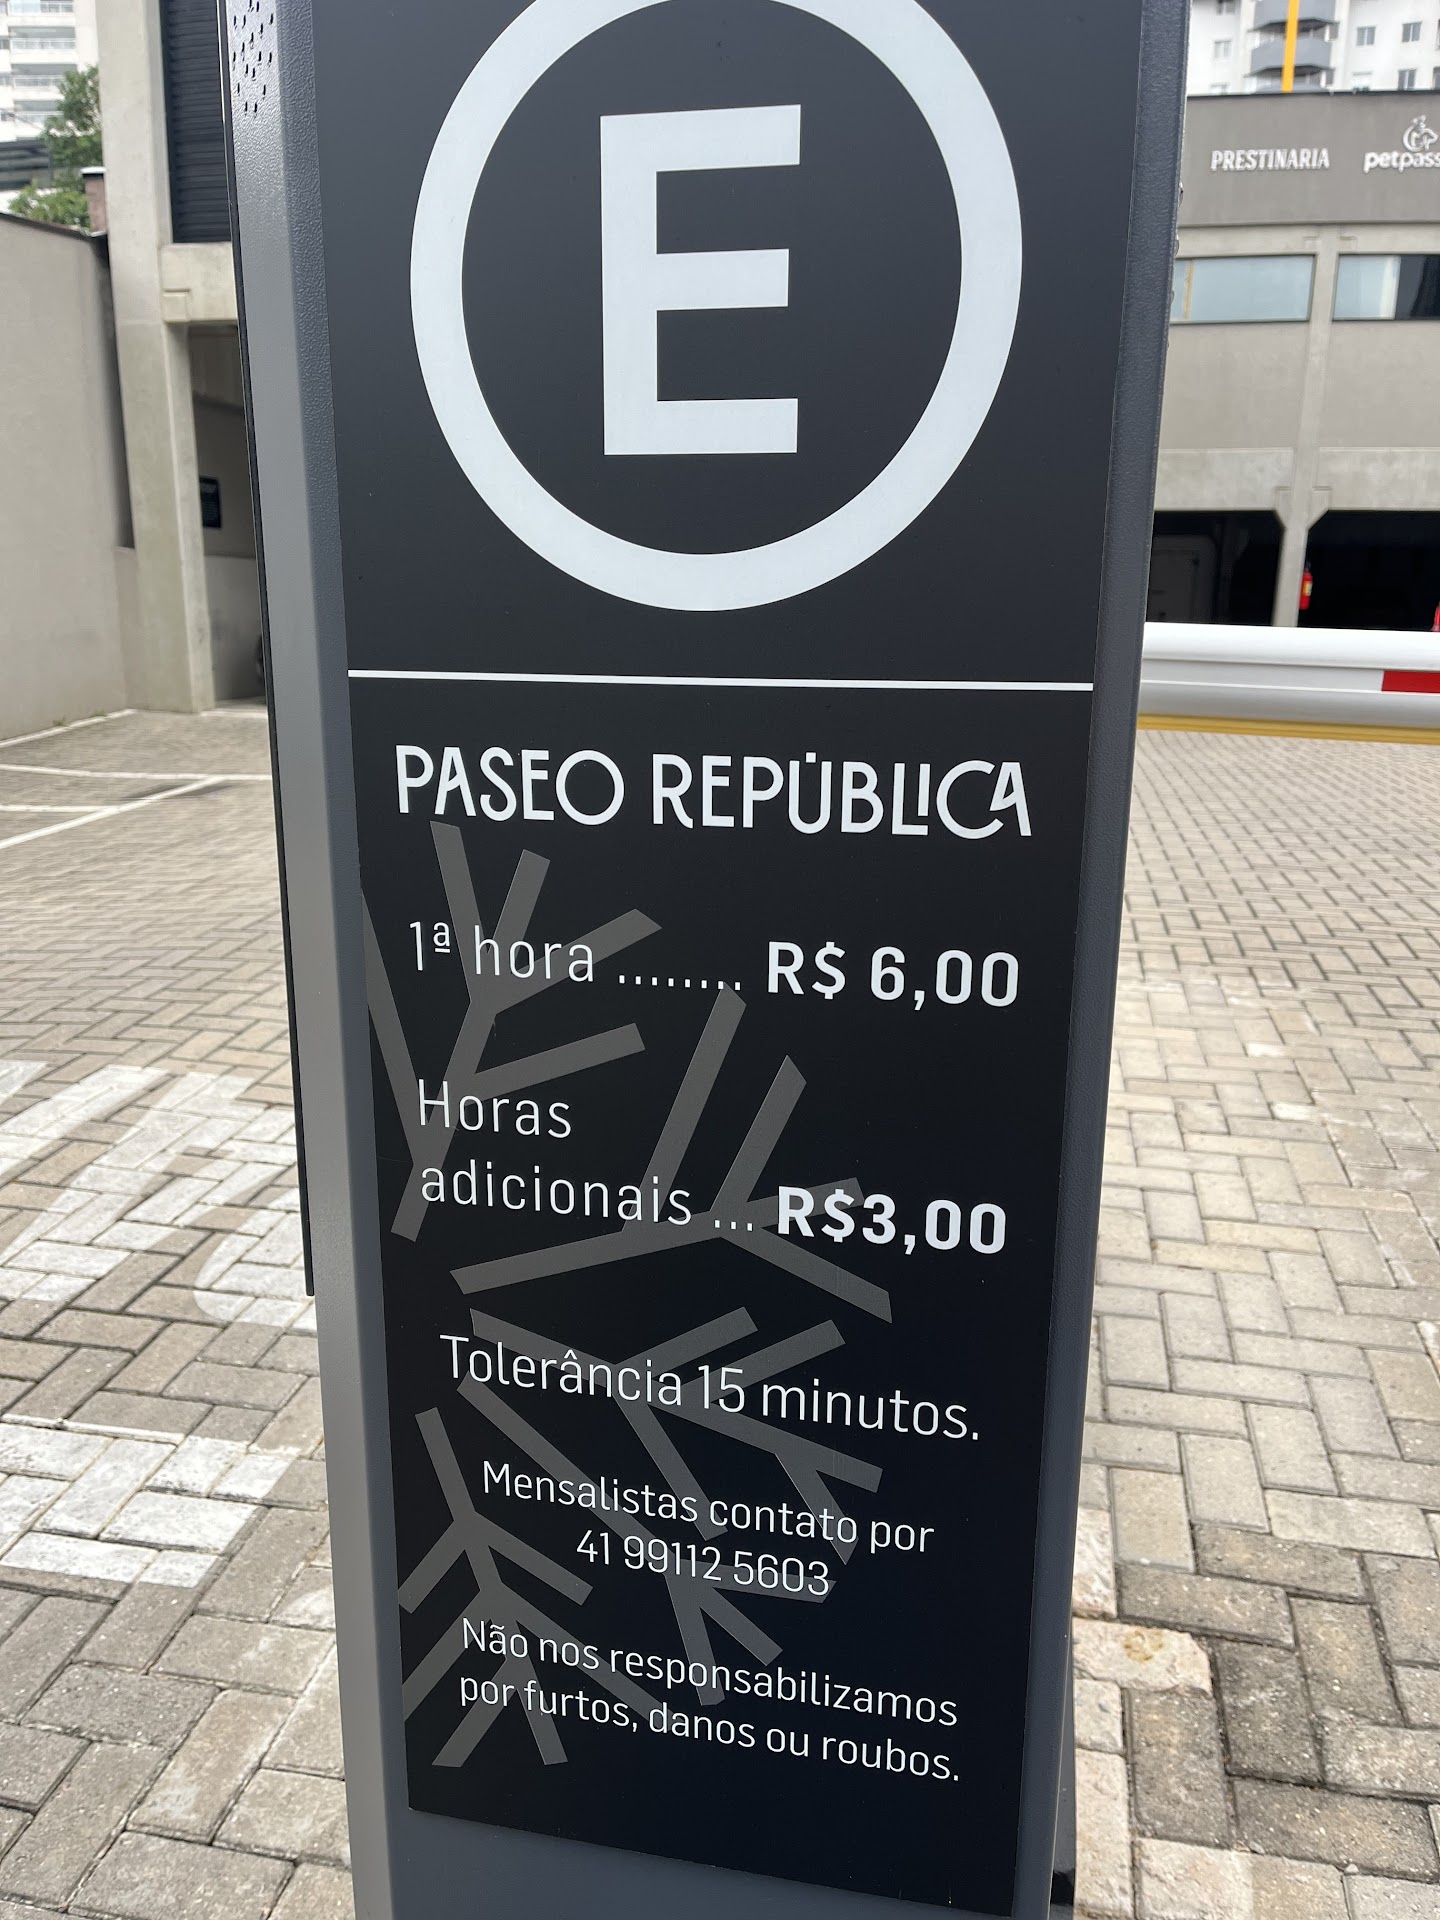 E
PRESTINARIA
petpass
PASEO REPÚBLICA
1ª hora ........ R$ 6,00
Horas
adicionais ... R$3,00
Tolerância 15 minutos.
Mensalistas contato por
41 99112 5603
Não nos responsabilizamos
por furtos, danos ou roubos.